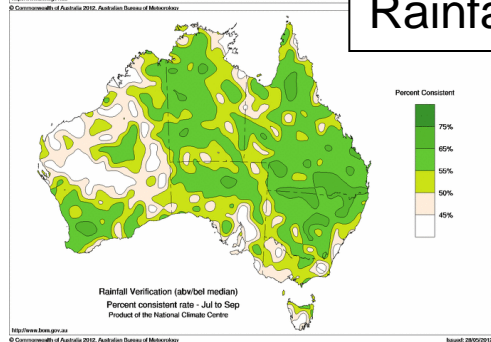 © Commonwealth of Australia 2012, Australian Bureau of Meteorology
Rainfa
Percent Consistent
75%
65%
55%
50%
45%
Rainfall Verification (abv/bel median)
Percent consistent rate - Jul to Sep
Product of the National Climate Centre
http://www.bom.gov.au
© Commonwealth of Australia 2012, Australian Bureau of Meteorology
Issued: 28/05/2012